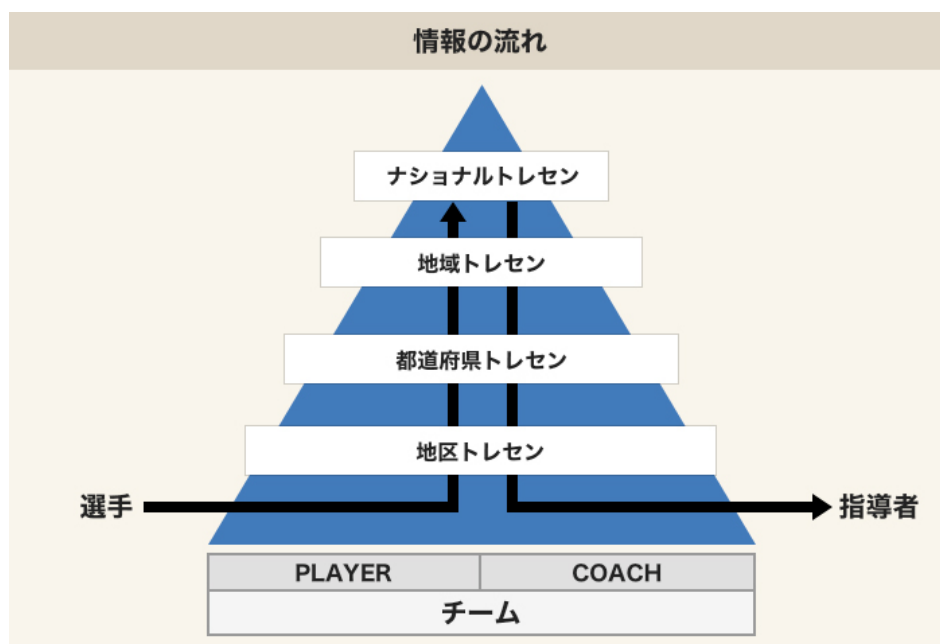 情報の流れ
ナショナルトレセン
地域トレセン
都道府県トレセン
地区トレセン
選手
指導者
PLAYER
COACH
チーム